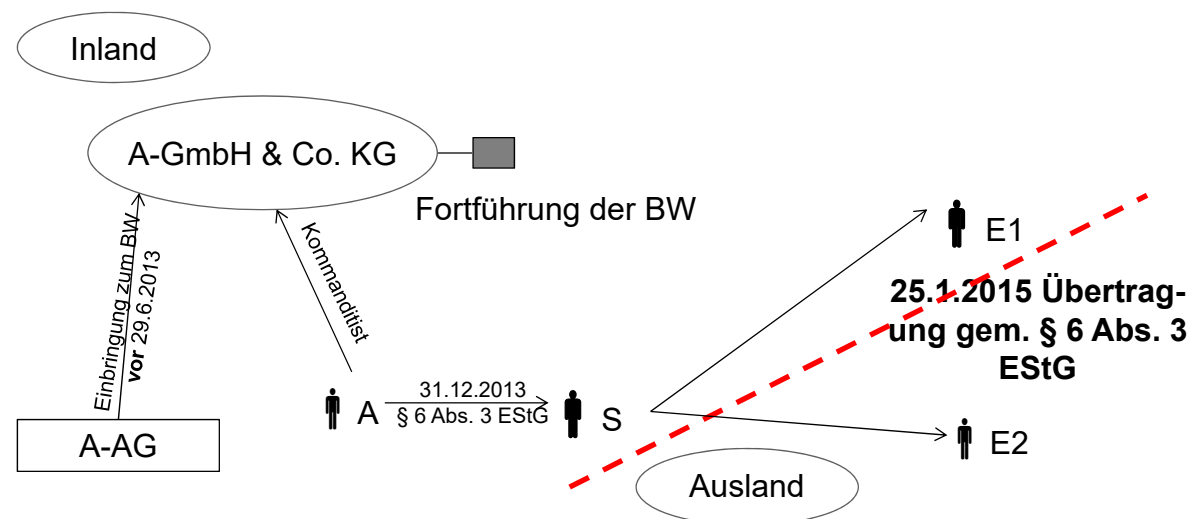 Inland
A-GmbH & Co. KG
Fortführung der BW
Einbringung zum BW
vor 29.6.2013
Kommanditist
E1
25.1.2015 Übertrag-
ung gem. § 6 Abs. 3
EStG
31.12.2013
A
§ 6 Abs. 3 EStG
S
E2
A-AG
Ausland